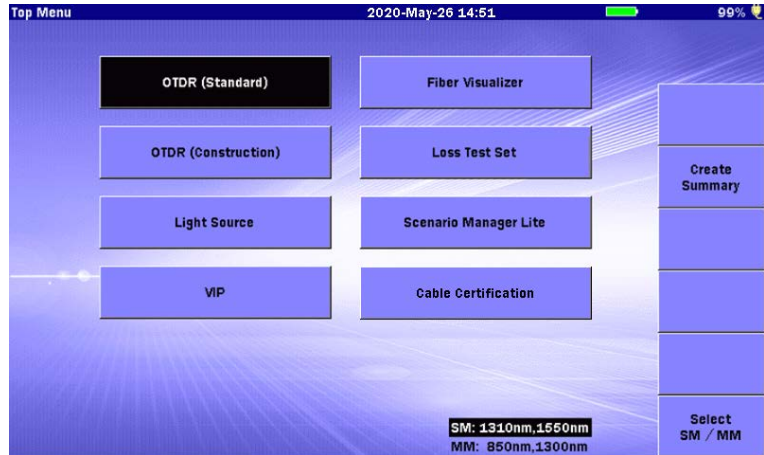 Top Menu
2020-May-26 14:51
99%
OTDR (Standard)
Fiber Visualizer
OTDR (Construction)
Loss Test Set
Light Source
Scenario Manager Lite
VIP
Cable Certification
Create
Summary
SM: 1310nm,1550nm
MM: 850nm,1300nm
Select
SM / MM